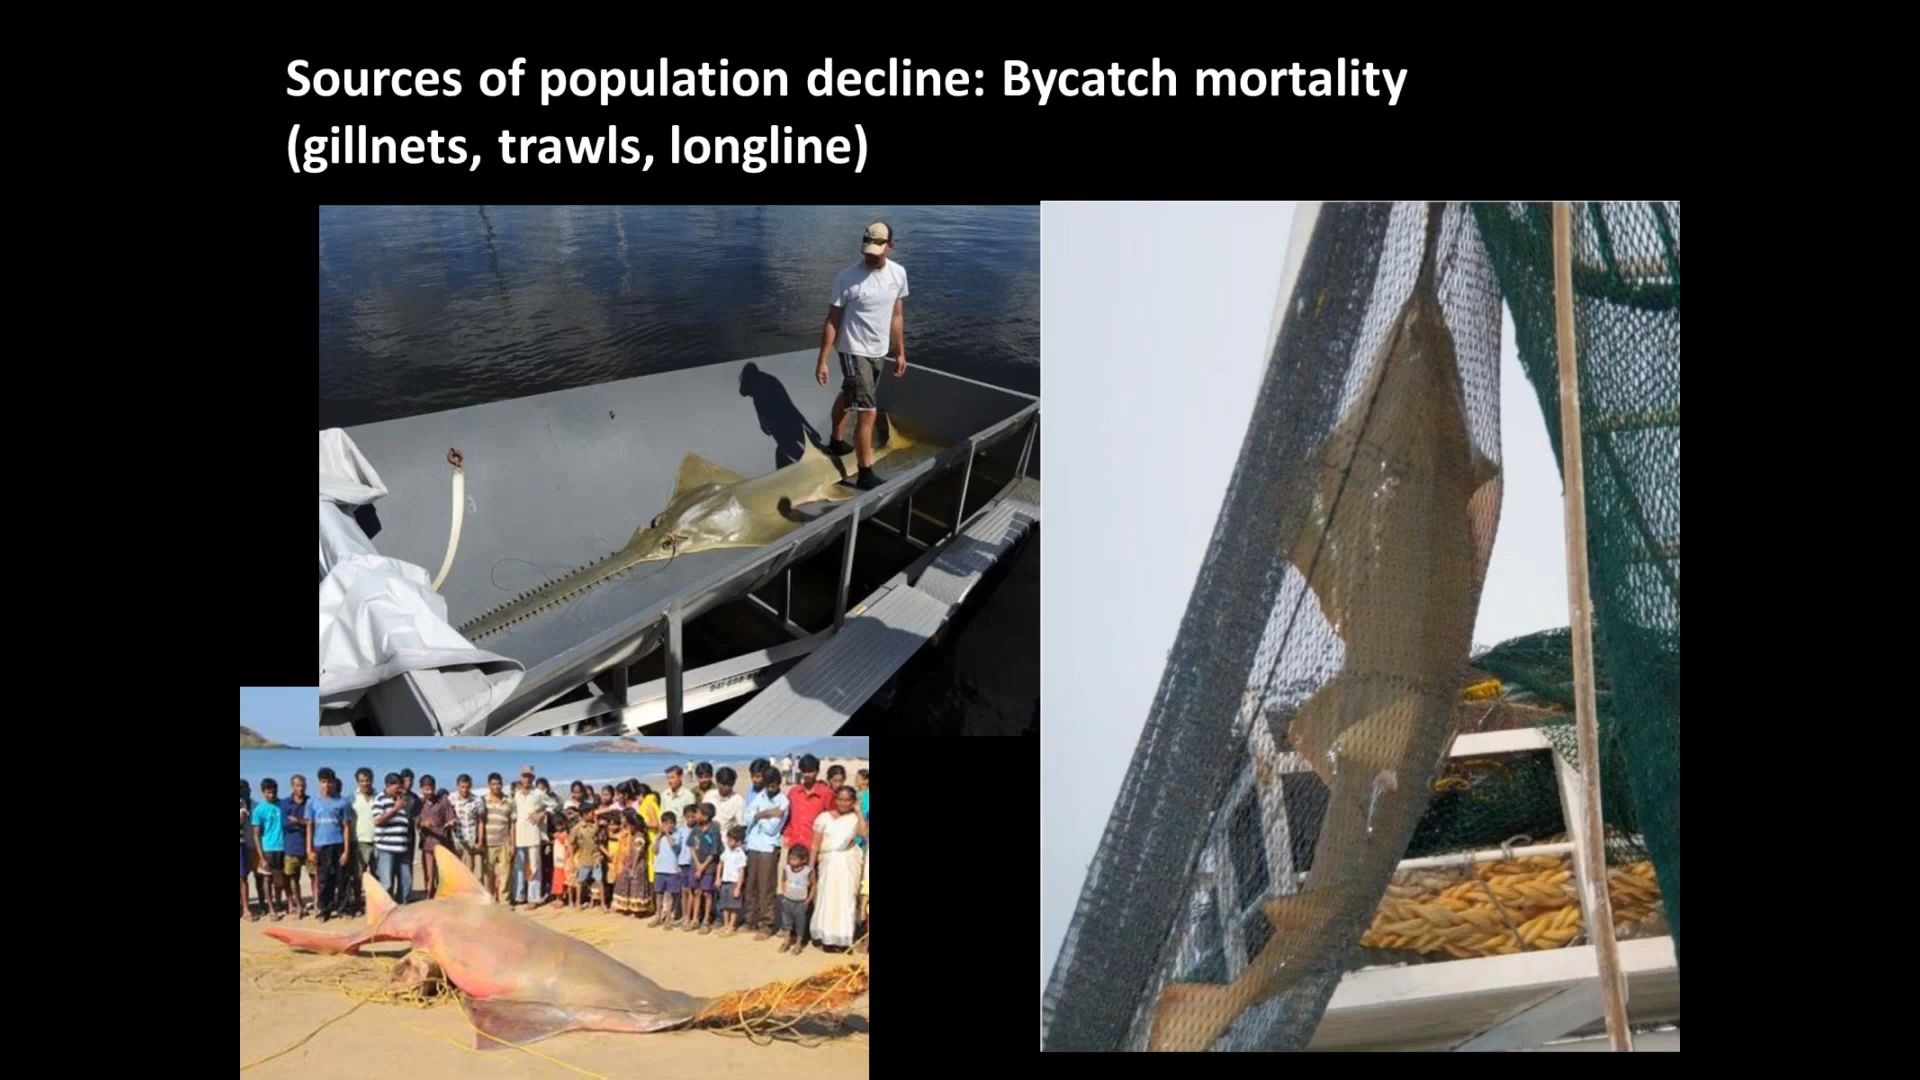 Sources of population decline: Bycatch mortality
(gillnets, trawls, longline)